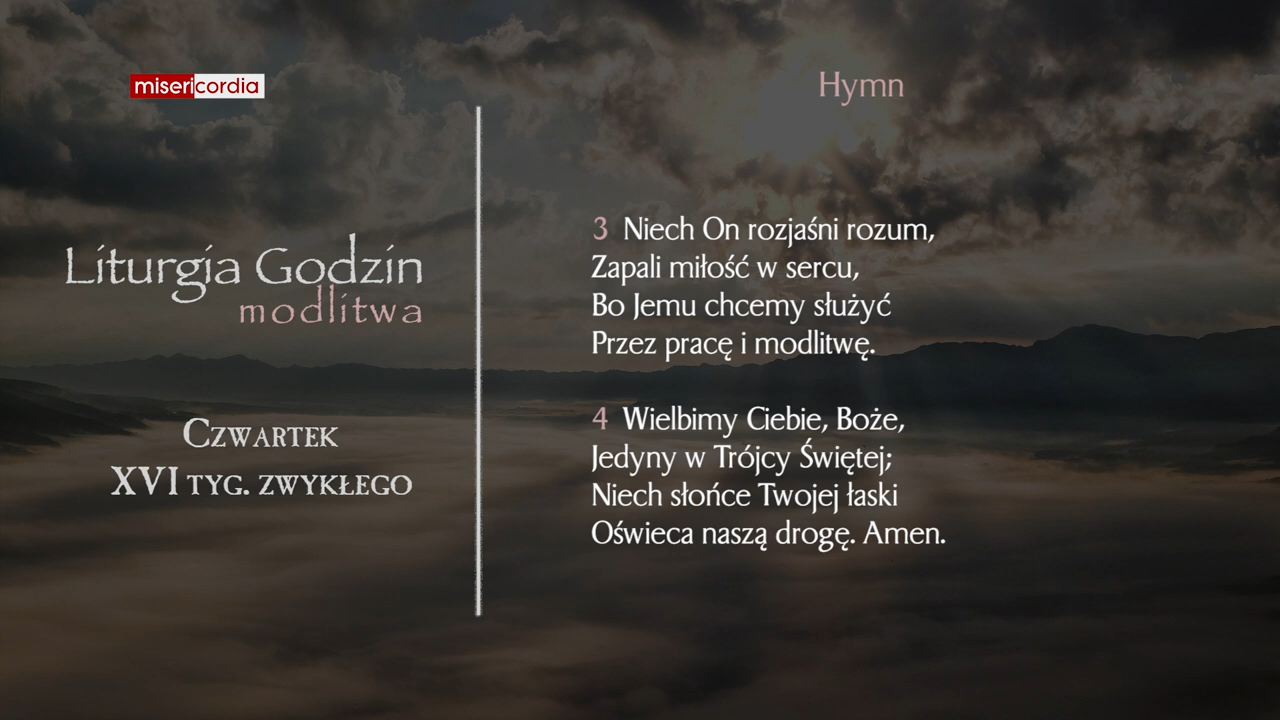 misericordia
Liturgia Godzin
modlitwa
Czwartek
XVI tyg. zwykłego
Hymn
3 Niech On rozjaśni rozum,
Zapali miłość w sercu,
Bo Jemu chcemy służyć
Przez pracę i modlitwę.
4 Wielbimy Ciebie, Boże,
Jedyny w Trójcy Świętej;
Niech słońce Twojej łaski
Oświeca naszą drogę. Amen.